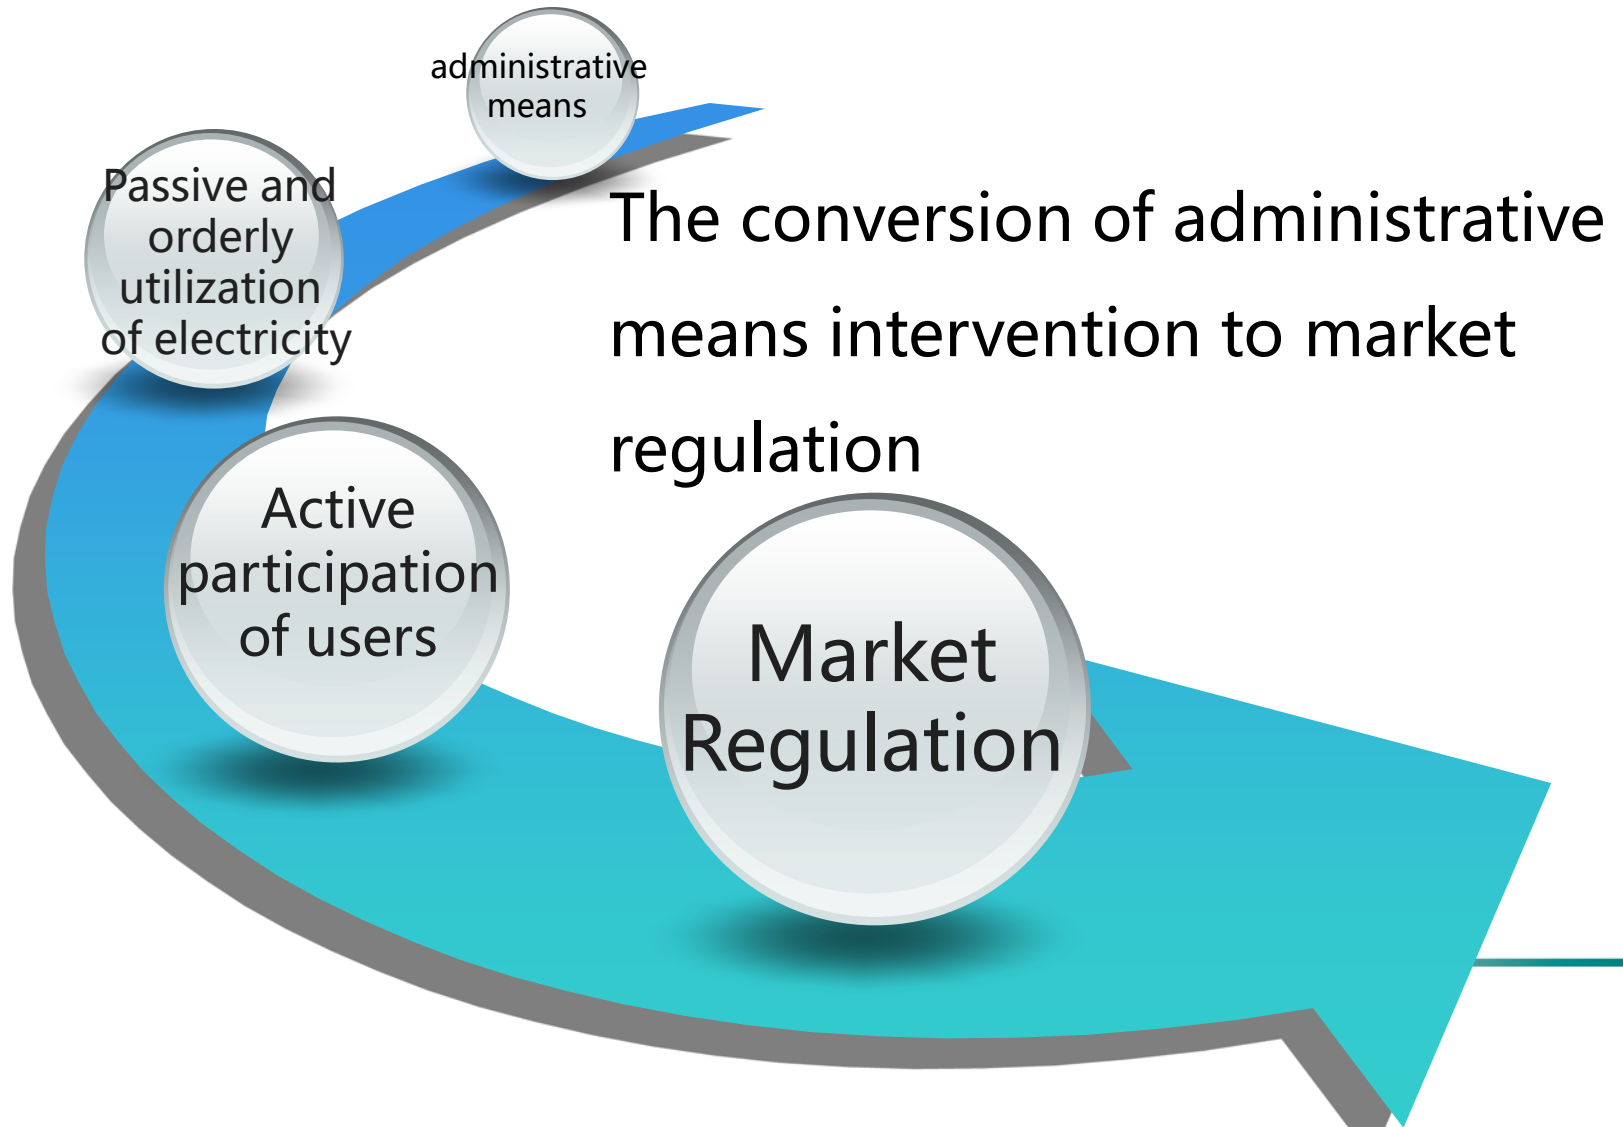 administrative
means
Passive and
orderly
utilization
of electricity
The conversion of administrative
means intervention to market
regulation
Active
participation
of users
Market
Regulation